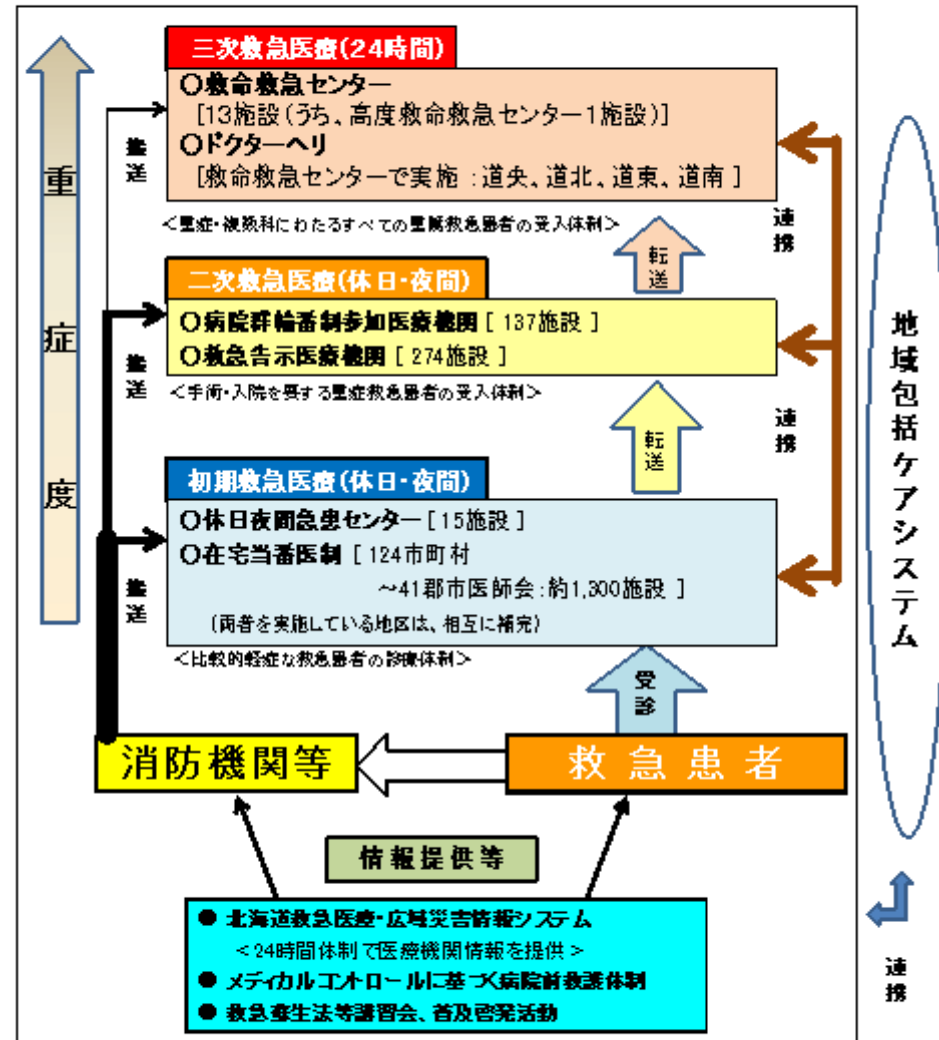 三次救急医療(24時間)
○救命救急センター
[13施設(うち、高度救命救急センター1施設)]
○ドクターヘリ
[救命救急センターで実施：道央、道北、道東、道南 ]
＜重症・複数科にわたるすべての重篤救急患者の受入体制＞
搬送
転送
連携
二次救急医療(休日・夜間)
○病院群輪番制参加医療機関 [ 137施設 ]
○救急告示医療機関 [ 274施設 ]
＜手術・入院を要する重症救急患者の受入体制＞
搬送
転送
連携
初期救急医療(休日・夜間)
○休日夜間急患センター [ 15施設 ]
○在宅当番医制 [ 124市町村
～41郡市医師会：約1,300施設 ]
(両者を実施している地区は、相互に補完)
＜比較的軽症な救急患者の診療体制＞
搬送
受診
重症度
地域包括ケアシステム
連携
消防機関等
救急患者
情報提供等
● 北海道救急医療・広域災害情報システム
＜24時間体制で医療機関情報を提供＞
● メディカルコントロールに基づく病院前救護体制
● 救急蘇生法等講習会、普及啓発活動